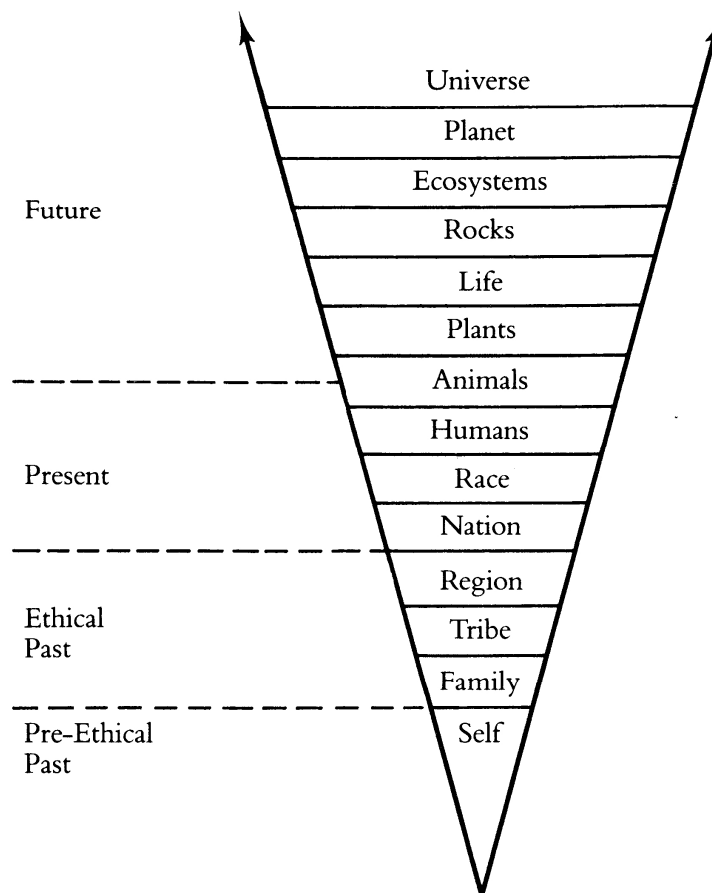 Universe
Planet
Ecosystems
Future
Rocks
Life
Plants
Animals
Humans
Present
Race
Nation
Region
Ethical
Past
Tribe
Family
Pre-Ethical
Past
Self